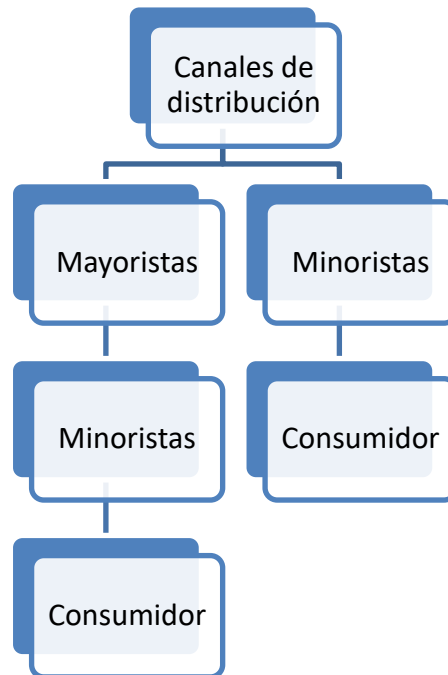 Canales de
distribución
Mayoristas
Minoristas
Minoristas
Consumidor
Consumidor